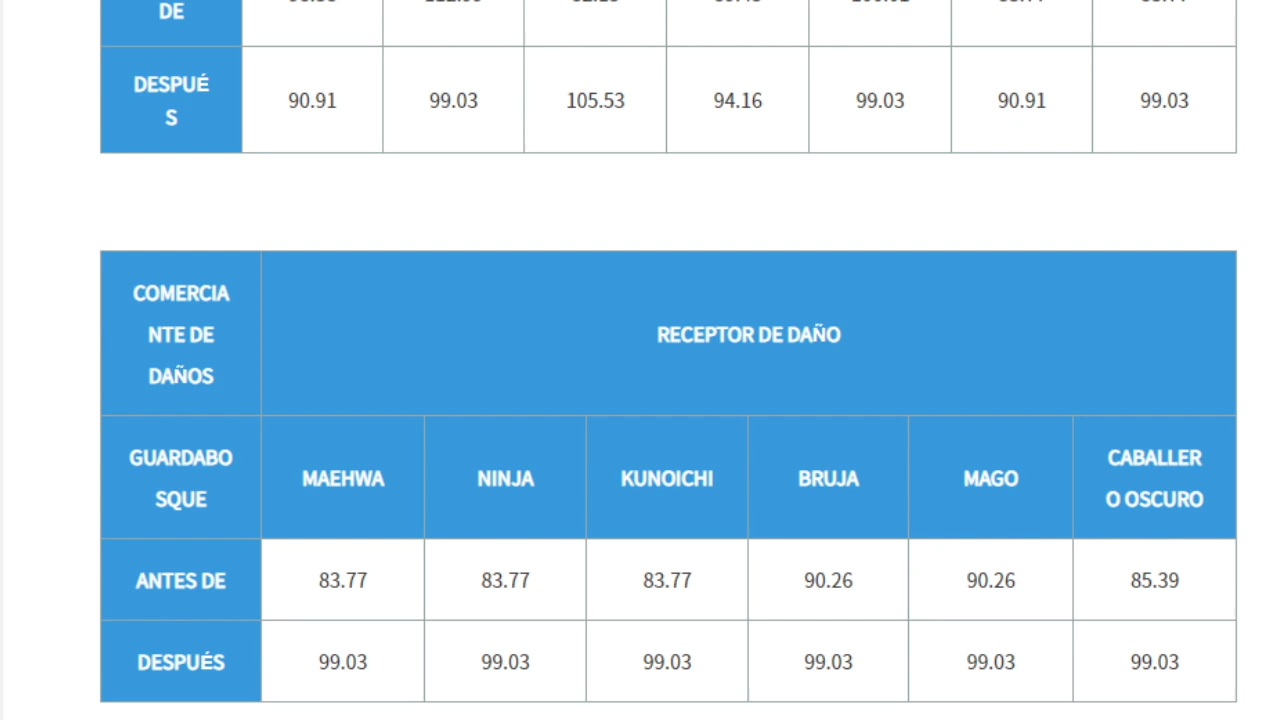 DE
DESPUÉ
S
90.91 99.03 105.53 94.16 99.03 90.91 99.03
COMERCIA
NTE DE
DAÑOS
RECEPTOR DE DAÑO
GUARDABO
SQUE
MAEHWA NINJA KUNOICHI BRUJA MAGO
CABALLER
O OSCURO
ANTES DE 83.77 83.77 83.77 90.26 90.26 85.39
DESPUÉS 99.03 99.03 99.03 99.03 99.03 99.03